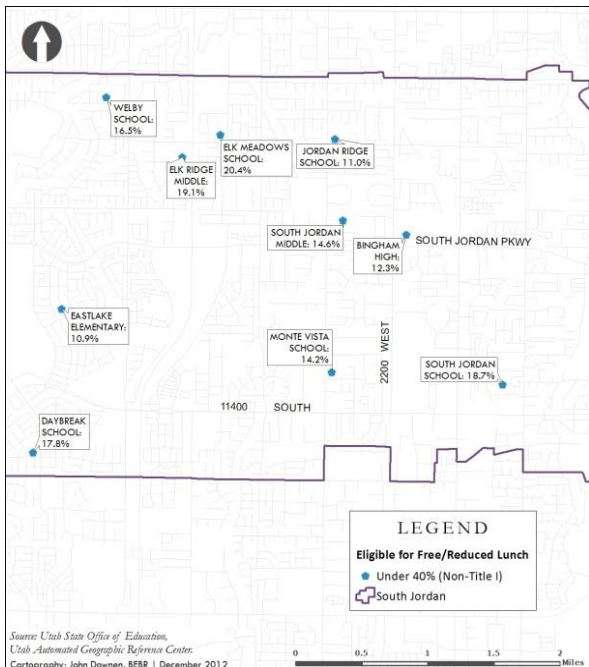 WELBY
SCHOOL:
16.5%
ELK MEADOWS
SCHOOL:
20.4%
JORDAN RIDGE
SCHOOL: 11.0%
ELK RIDGE
MIDDLE:
19.1%
SOUTH JORDAN
MIDDLE: 14.6%
BINGHAM
HIGH:
12.3%
SOUTH JORDAN PKWY
EASTLAKE
ELEMENTARY:
10.9%
MONTE VISTA
SCHOOL:
14.2%
2200 WEST
SOUTH JORDAN
SCHOOL: 18.7%
11400 SOUTH
DAYBREAK
SCHOOL:
17.8%
LEGEND
Eligible for Free/Reduced Lunch
Under 40% (Non-Title I)
South Jordan
Source: Utah State Office of Education,
Utah Automated Geographic Reference Center.
Cartography: John Downen, BEBR | December 2012
0 0.5 1 1.5 2
Miles